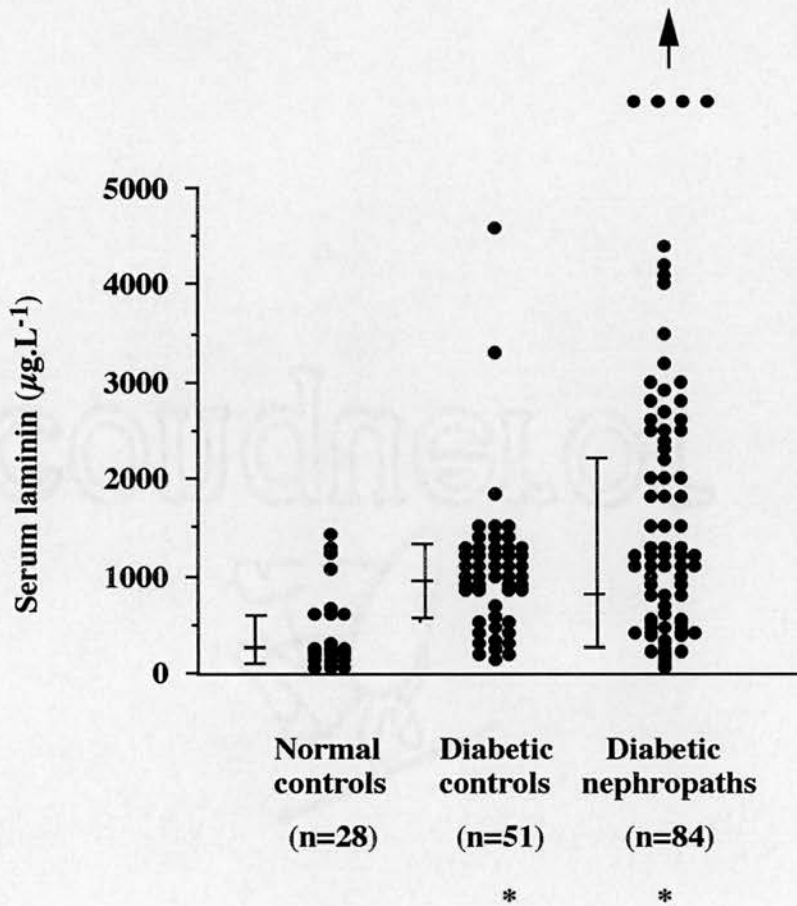 5000
4000
3000
2000
1000
0
Serum laminin (µg.L-1)
Normal controls
(n=28)
Diabetic controls
(n=51)
*
Diabetic nephropaths
(n=84)
*